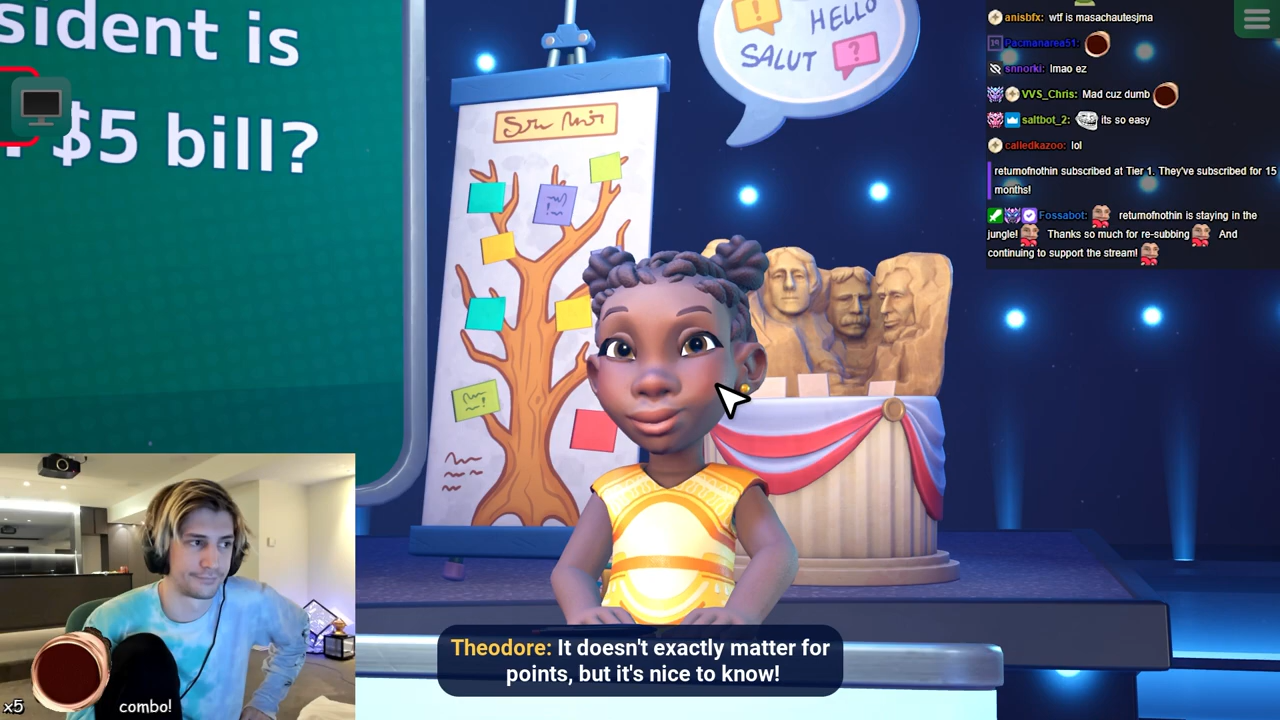 sident is
$5 bill?
HELLO
SALUT
!
?
anisbfx: wtf is masachautesjma
Pacmanarea51:
snnorki: lmao ez
VVS_Chris: Mad cuz dumb
saltbot_2: its so easy
calledkazoo: lol
returnofnothin subscribed at Tier 1. They've subscribed for 15
months!
Fossabot: returnofnothin is staying in the
jungle! Thanks so much for re-subbing And
continuing to support the stream!
Theodore: It doesn't exactly matter for
points, but it's nice to know!
x5
combo!